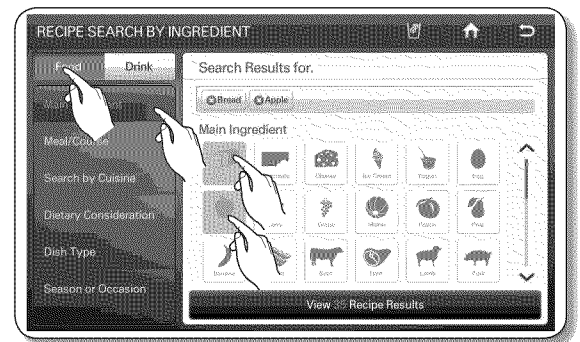 RECIPE SEARCH BY INGREDIENT
Food Drink
Meal/Course
Search by Cuisine
Dietary Consideration
Dish Type
Season or Occasion
Search Results for.
Bread Apple
Main Ingredient
Cheese Ice Cream Yogurt Egg
Melon Peach Pear
Banana Beef Lamb Pork
View 35 Recipe Results